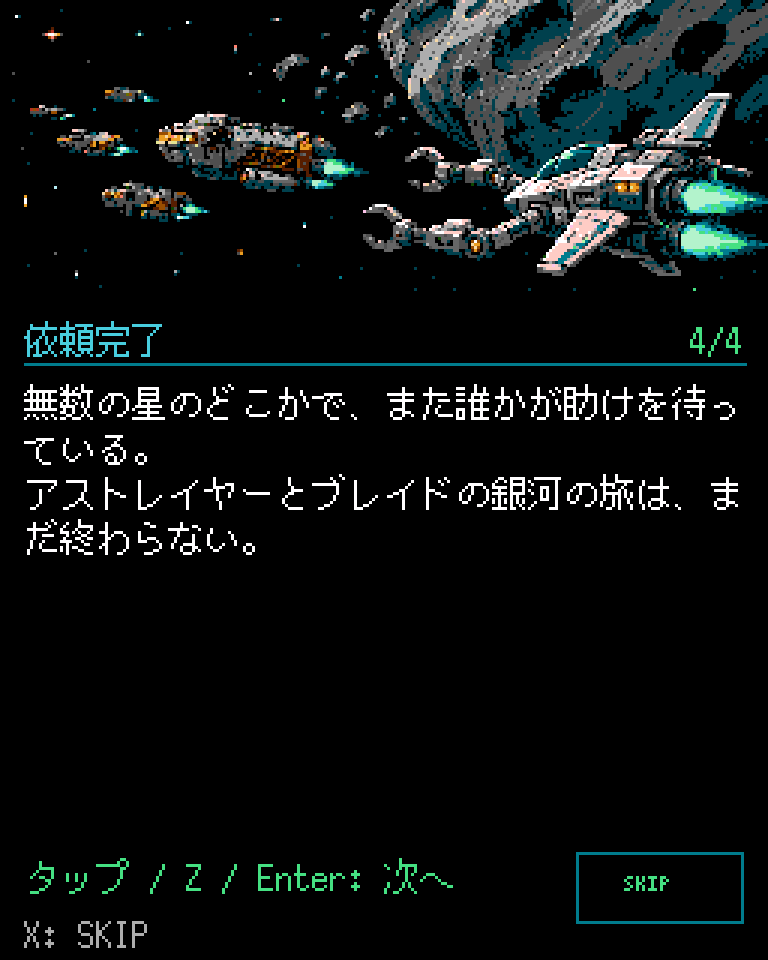 依頼完了
4/4
無数の星のどこかで、また誰かが助けを待っ
ている。
アストレイヤーとブレイドの銀河の旅は、ま
だ終わらない。
タップ / Z / Enter: 次へ
SKIP
X: SKIP